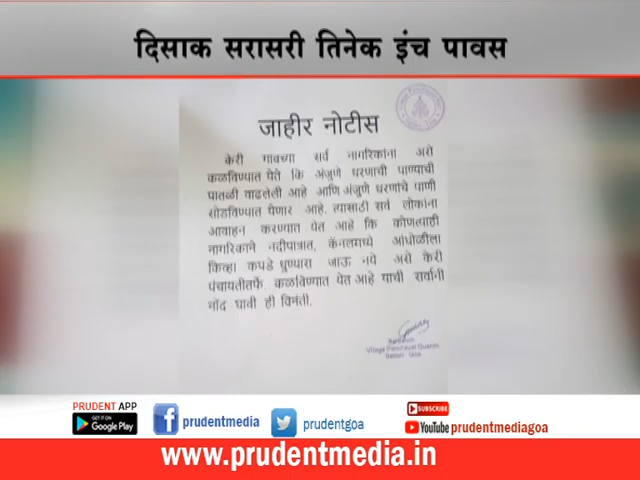 दिसाक सरासरी तिनेक इंच पावस
जाहीर नोटीस
केरी गावच्या सर्व नागरिकांना असे
कळविण्यात येते कि अंजुणे धरणाची पाण्याची
पातळी वाढलेली आहे आणि अंजुणे धरणाचे पाणी
सोडविण्यात येणार आहे. त्यासाठी सर्व लोकांना
आवाहन करण्यात येत आहे कि कोणत्याही
नागरिकाने नदीपात्रात, कॅनलमध्ये आंघोळीला
किव्हा कपडे धुण्यास जाऊ नये असे केरी
पंचायतीतर्फे कळविण्यात येत आहे याची सर्वांनी
नोंद घ्यावी ही विनंती.
Village Panchayat
PRUDENT APP
GET IT ON
Google Play
prudentmedia
prudentgoa
SUBSCRIBE
YouTube prudentmediagoa
www.prudentmedia.in